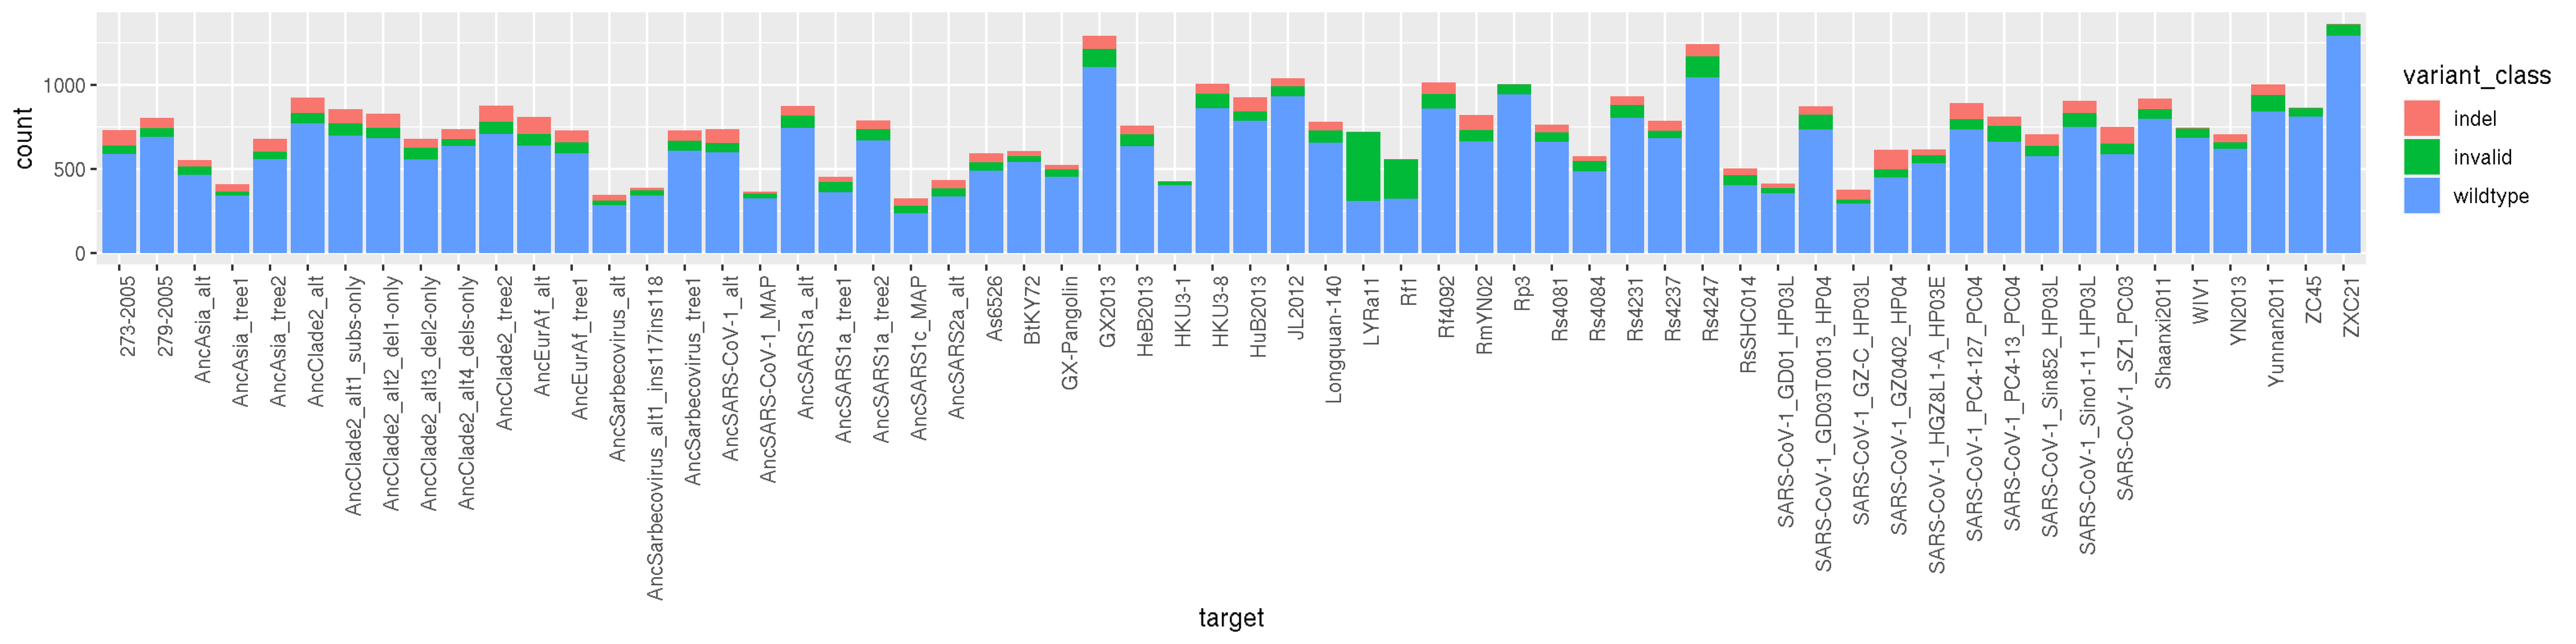 count
1000
500
0
273-2005
279-2005
AncAsia_alt
AncAsia_tree1
AncAsia_tree2
AncClade2_alt
AncClade2_alt1_subs-only
AncClade2_alt2_del1-only
AncClade2_alt3_del2-only
AncClade2_alt4_dels-only
AncClade2_tree2
AncEurAf_alt
AncEurAf_tree1
AncSarbecovirus_alt
AncSarbecovirus_alt1_ins117ins118
AncSarbecovirus_tree1
AncSARS-CoV-1_alt
AncSARS-CoV-1_MAP
AncSARS1a_alt
AncSARS1a_tree1
AncSARS1a_tree2
AncSARS1c_MAP
AncSARS2a_alt
As6526
BtKY72
GX-Pangolin
GX2013
HeB2013
HKU3-1
HKU3-8
HuB2013
JL2012
Longquan-140
LYRa11
Rf1
Rf4092
RmYN02
Rp3
Rs4081
Rs4084
Rs4231
Rs4237
Rs4247
RsSHC014
SARS-CoV-1_GD01_HP03L
SARS-CoV-1_GD03T0013_HP04
SARS-CoV-1_GZ-C_HP03L
SARS-CoV-1_GZ0402_HP04
SARS-CoV-1_HGZ8L1-A_HP03E
SARS-CoV-1_PC4-127_PC04
SARS-CoV-1_PC4-13_PC04
SARS-CoV-1_Sin852_HP03L
SARS-CoV-1_Sino1-11_HP03L
SARS-CoV-1_SZ1_PC03
Shaanxi2011
WIV1
YN2013
Yunnan2011
ZC45
ZXC21
target
variant_class
indel
invalid
wildtype